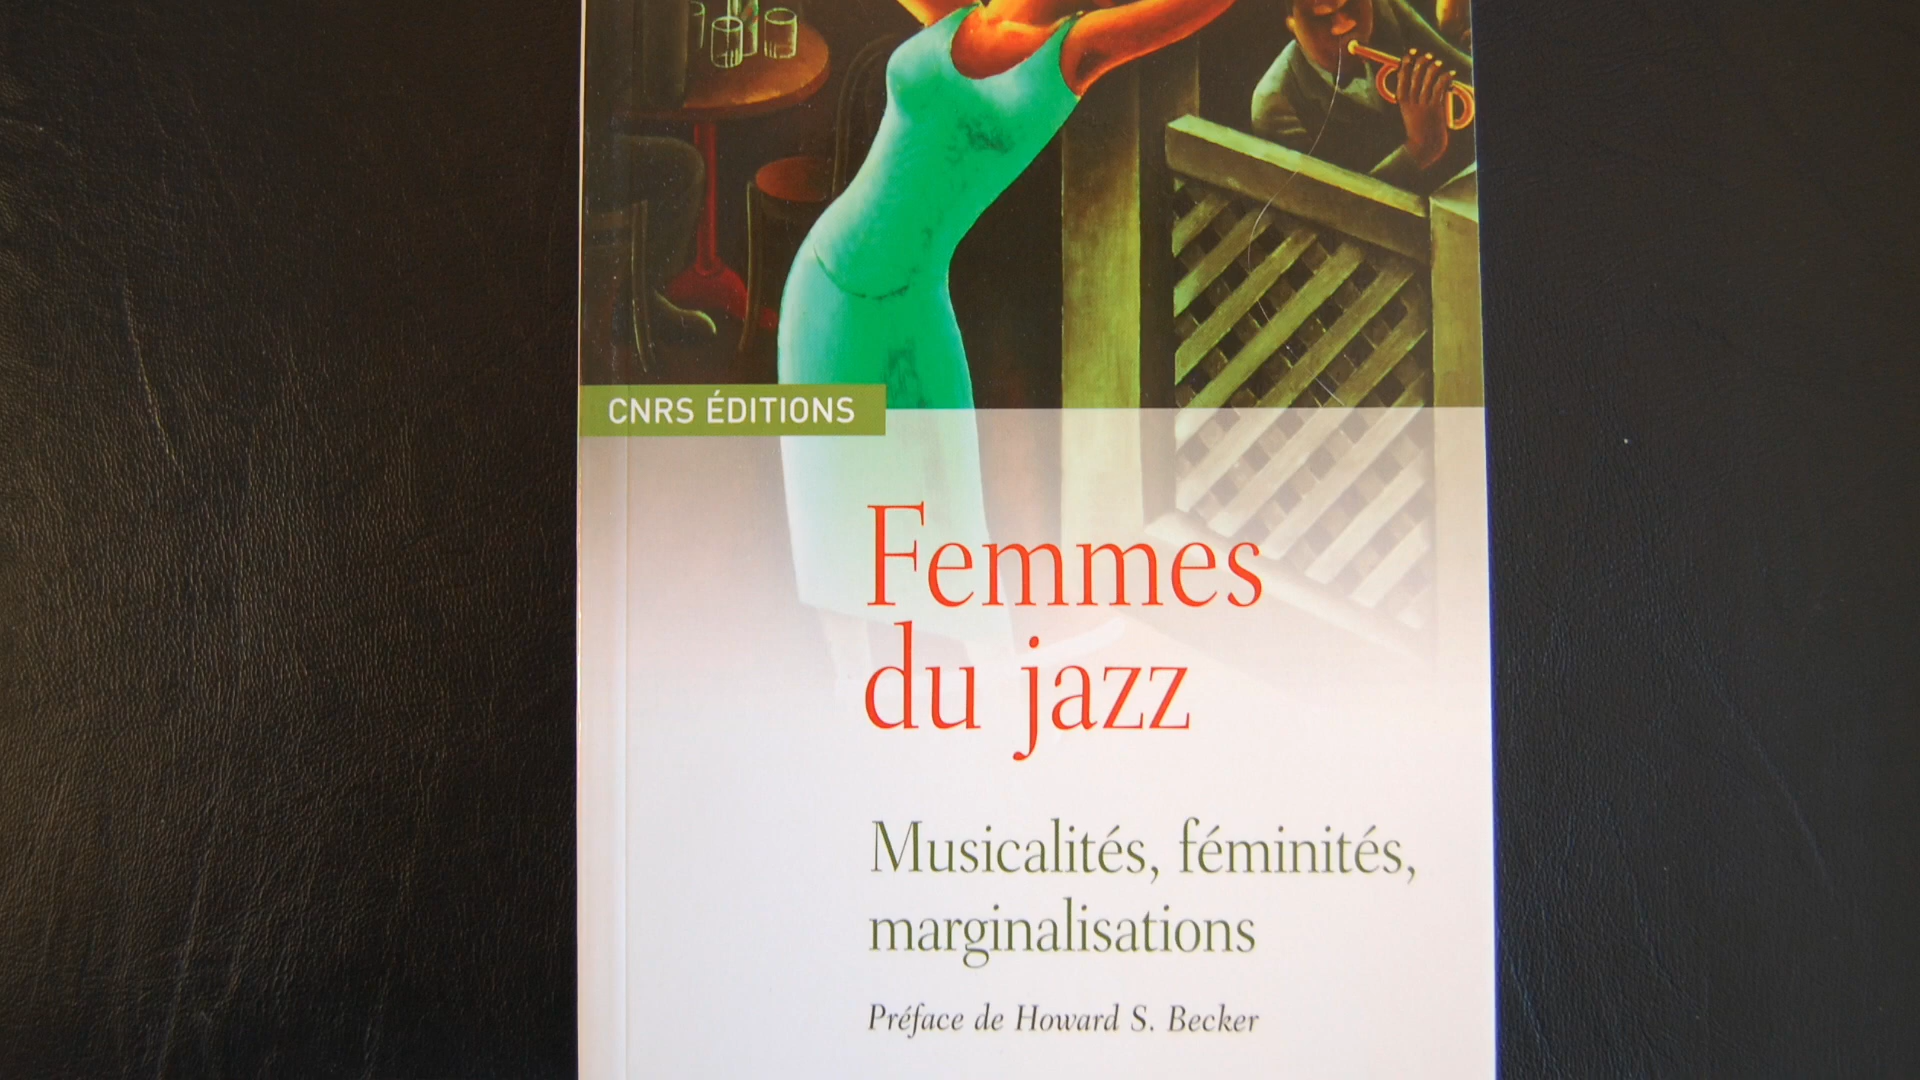 CNRS ÉDITIONS
Femmes
du jazz
Musicalités, féminités,
marginalisations
Préface de Howard S. Becker